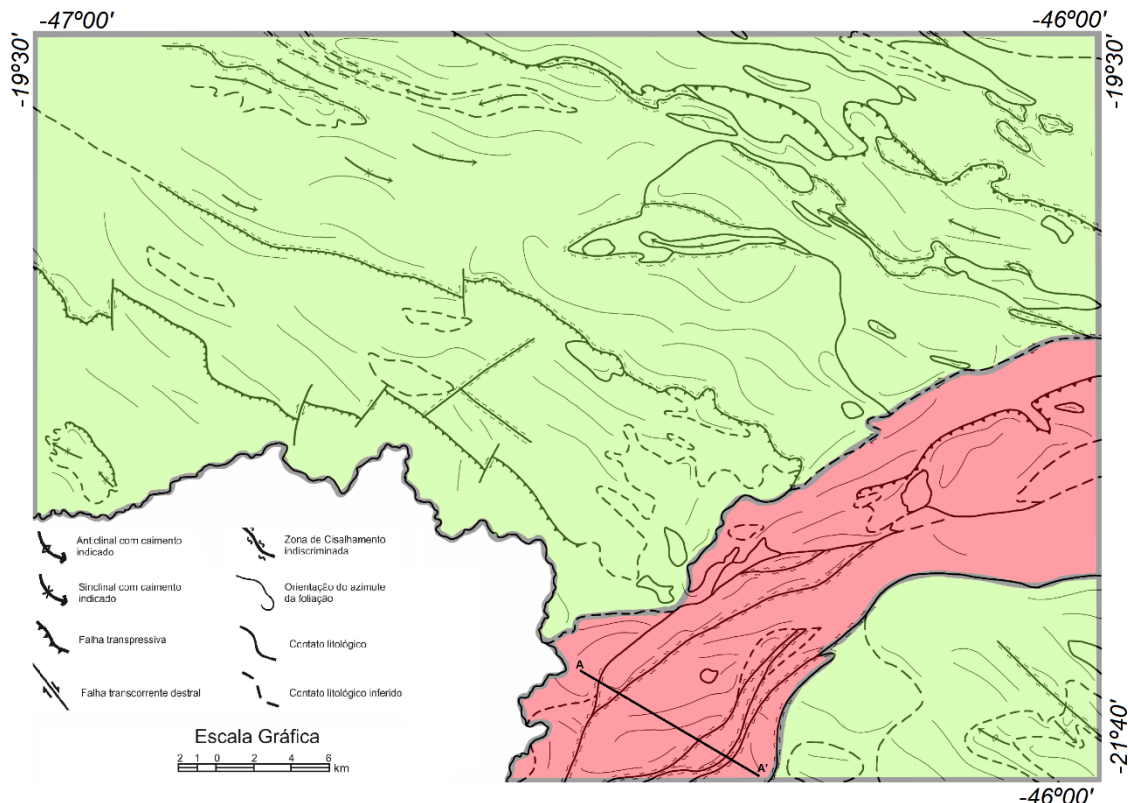 -47º00'
-46º00'
-19º30'
-19º30'
Anticlinal com caimento
indicado
Sinclinal com caimento
indicado
Falha transpressiva
Falha transcorrente destral
Zona de Cisalhamento
indiscriminada
Orientação do azimute
da foliação
Contato litológico
Contato litológico inferido
A
A'
Escala Gráfica
2 1 0 2 4 6
km
-21º40'
-46º00'